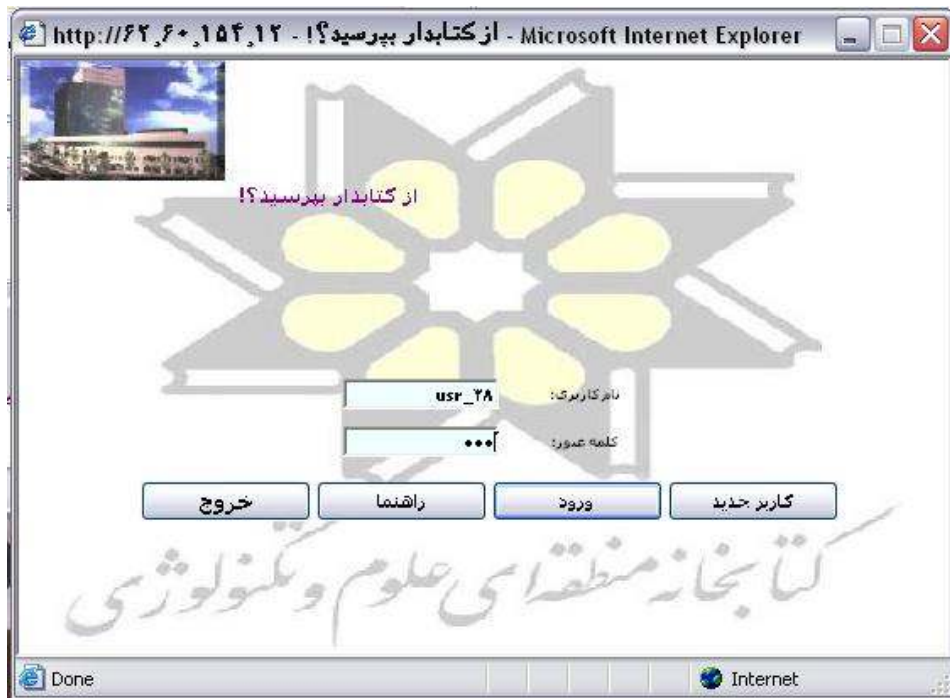 http://۶۲,۶۰,۱۵۴,۱۲ - از کتابدار بپرسید؟! - Microsoft Internet Explorer
از کتابدار بپرسید؟!
نام کاربری: usr_۲۸
کلمه عبور: •••
کاربر جدید ورود راهنما خروج
کتابخانه منطقه‌ای علوم و تکنولوژی
Done Internet